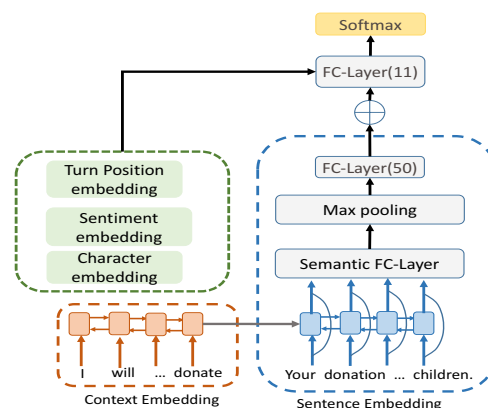 Softmax
FC-Layer(11)
FC-Layer(50)
Turn Position
embedding
Max pooling
Sentiment
embedding
Character
embedding
Semantic FC-Layer
I will ... donate
Your donation ... children.
Context Embedding
Sentence Embedding